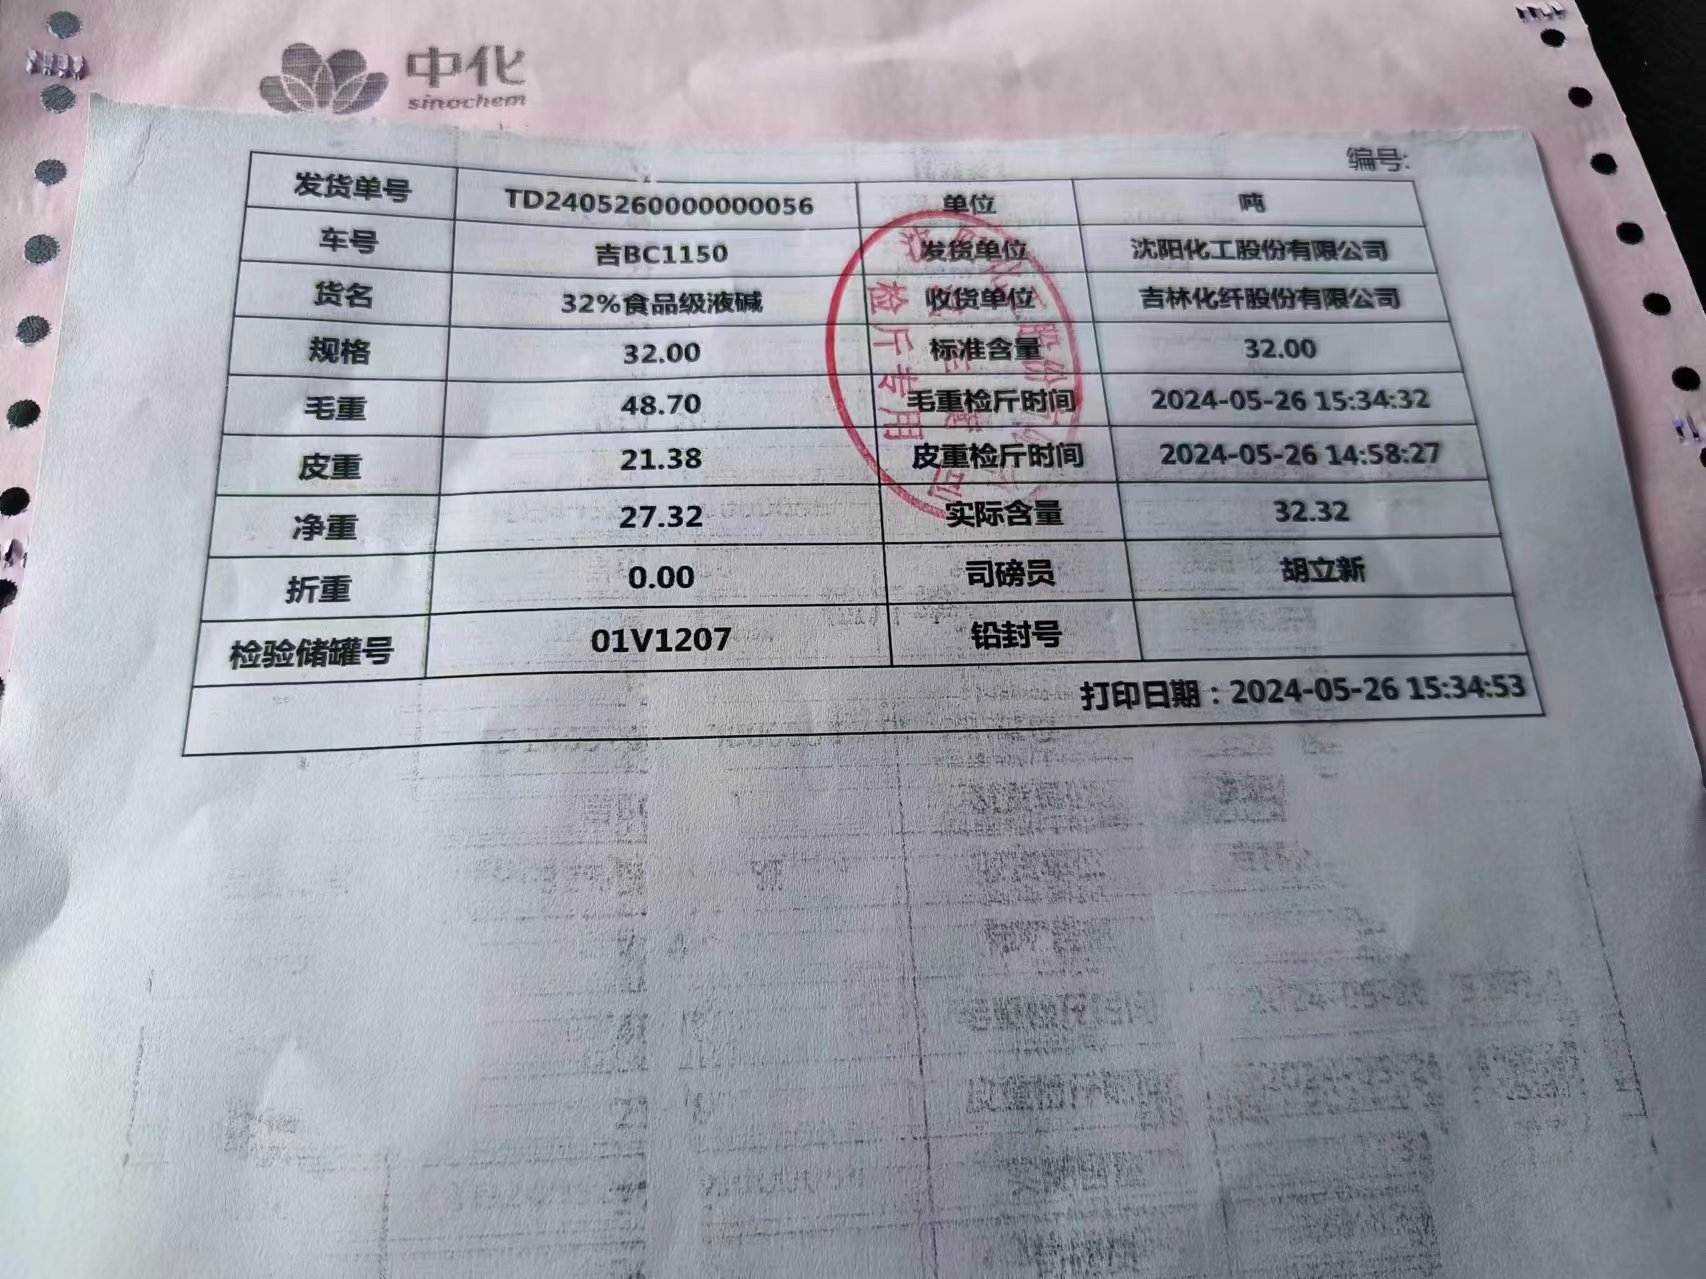 中化
sinochem
编号:
发货单号 TD2405260000000056 单位 吨
车号 吉BC1150 发货单位 沈阳化工股份有限公司
货名 32%食品级液碱 收货单位 吉林化纤股份有限公司
规格 32.00 标准含量 32.00
毛重 48.70 毛重检斤时间 2024-05-26 15:34:32
皮重 21.38 皮重检斤时间 2024-05-26 14:58:27
净重 27.32 实际含量 32.32
折重 0.00 司磅员 胡立新
检验储罐号 01V1207 铅封号
打印日期：2024-05-26 15:34:53
检斤专用